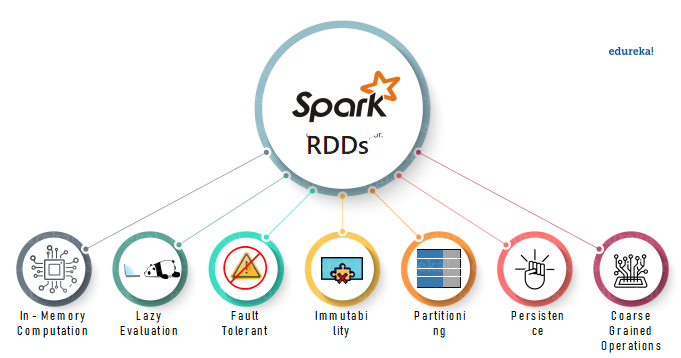 edureka!
Spark
RDDs
In - Memory
Computation
Lazy
Evaluation
Fault
Tolerant
Immutabi
lity
Partitioni
ng
Persisten
ce
Coarse
Grained
Operations